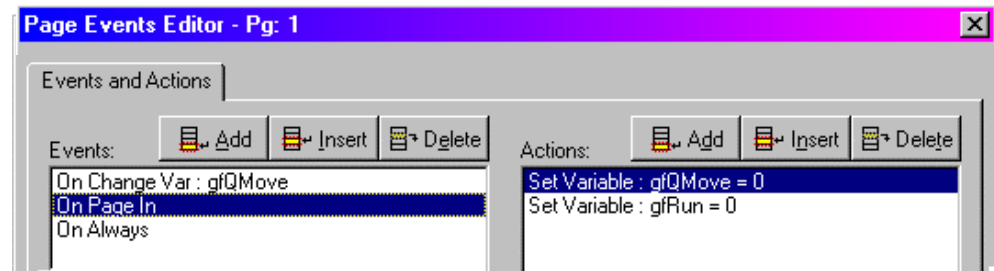 Page Events Editor - Pg: 1
Events and Actions
Events: Add Insert Delete Actions: Add Insert Delete
On Change Var : gfQMove Set Variable : gfQMove = 0
On Page In Set Variable : gfRun = 0
On Always